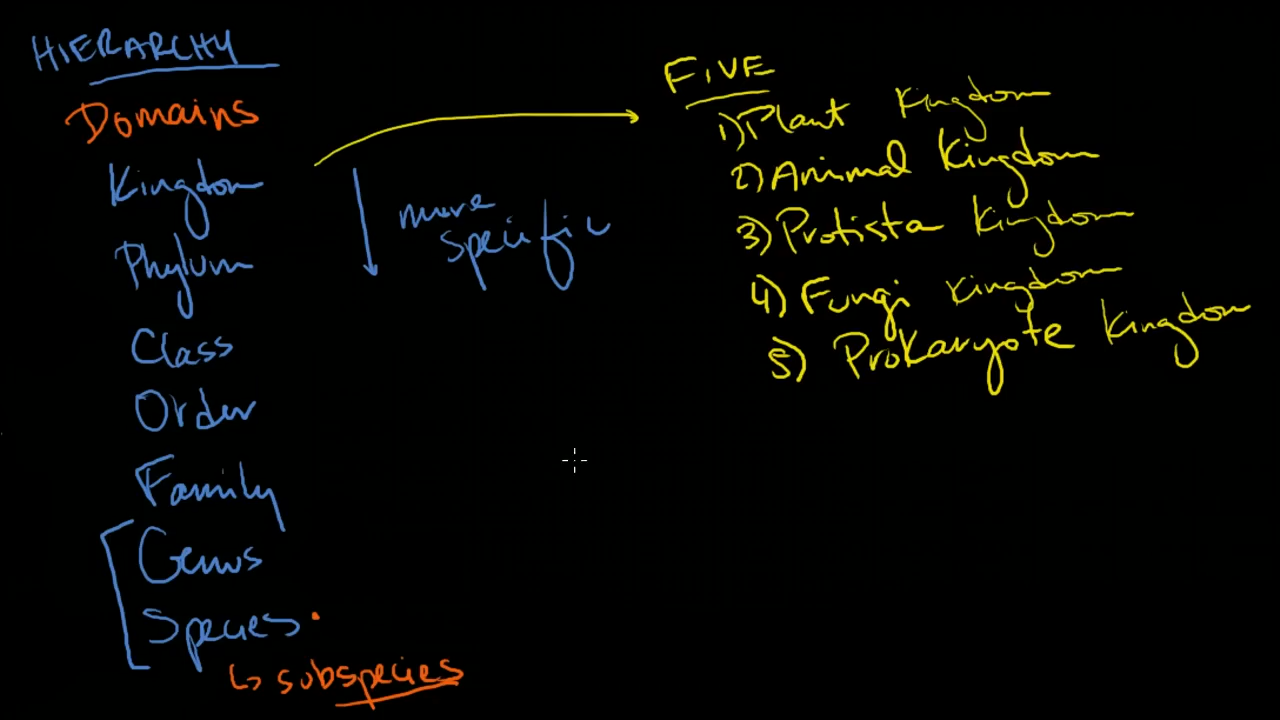 HIERARCHY
Domains
Kingdom
Phylum
Class
Order
Family
Genus
Species
↳ subspecies
more
specific
FIVE
1) Plant Kingdom
2) Animal Kingdom
3) Protista Kingdom
4) Fungi Kingdom
5) Prokaryote Kingdom